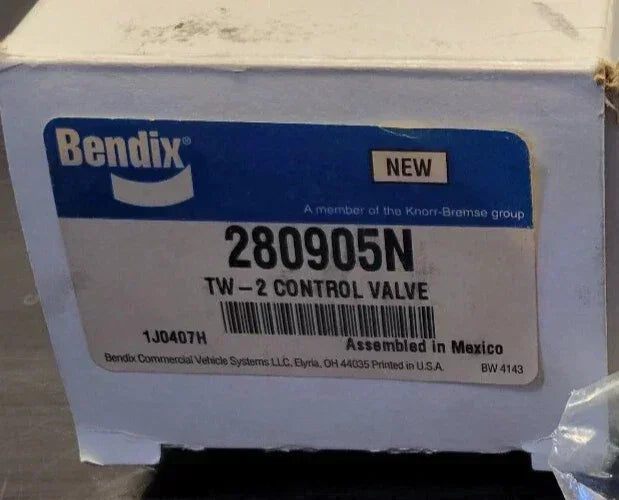 Bendix®
NEW
A member of the Knorr-Bremse group
280905N
TW-2 CONTROL VALVE
1J0407H
Assembled in Mexico
Bendix Commercial Vehicle Systems LLC, Elyria, OH 44035 Printed in U.S.A.
BW 4143